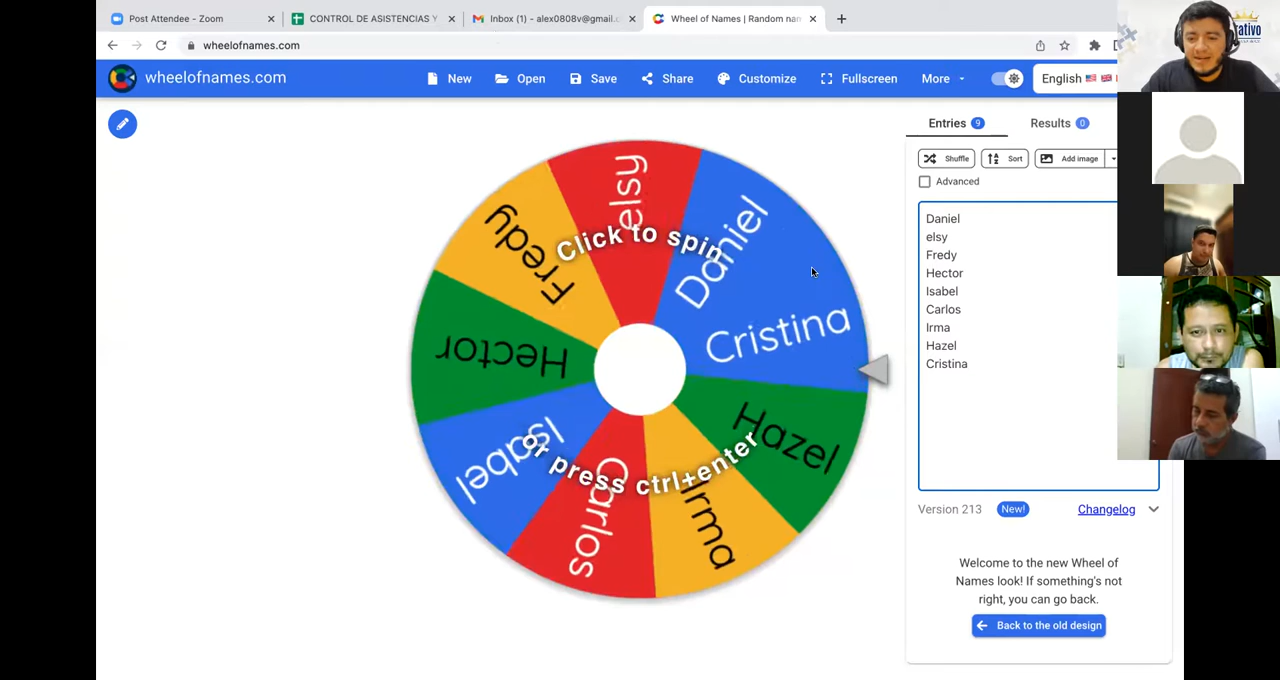 Post Attendee - Zoom
CONTROL DE ASISTENCIAS Y
Inbox (1) - alex0808v@gmail.c
Wheel of Names | Random nam
wheelofnames.com
wheelofnames.com
New
Open
Save
Share
Customize
Fullscreen
More
English
rativo
Entries 9
Results 0
Shuffle
Sort
Add image
Advanced
Daniel
elsy
Fredy
Hector
Isabel
Carlos
Irma
Hazel
Cristina
elsy
Daniel
Cristina
Hazel
Irma
Carlos
Isabel
Hector
Fredy
Click to spin
or press ctrl+enter
Version 213
New!
Changelog
Welcome to the new Wheel of
Names look! If something's not
right, you can go back.
Back to the old design